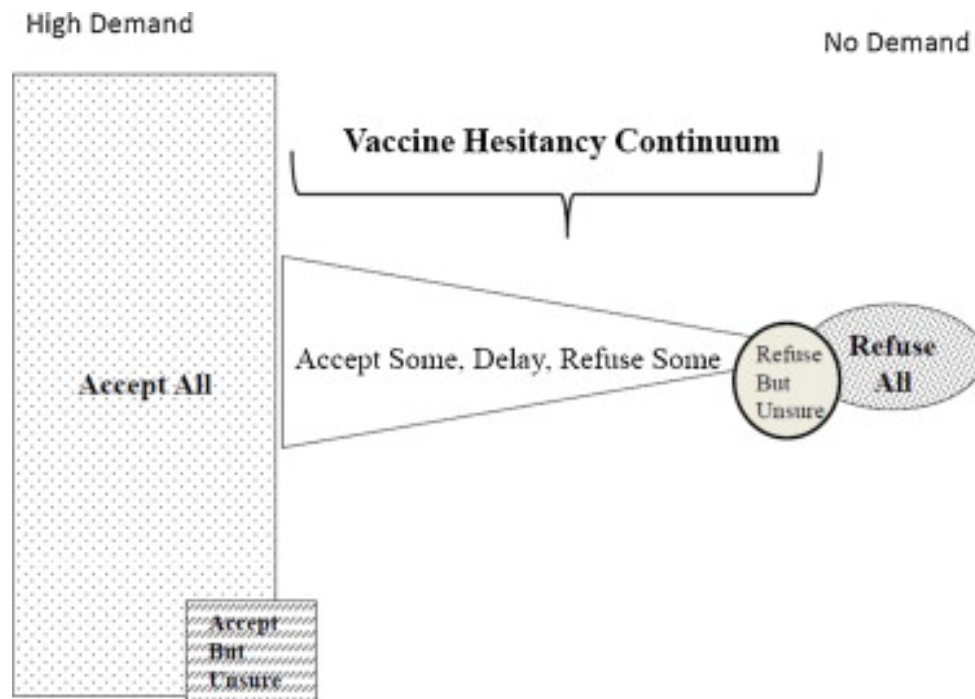 High Demand
No Demand
Vaccine Hesitancy Continuum
Accept All
Accept Some, Delay, Refuse Some
Refuse
But
Unsure
Refuse
All
Accept
But
Unsure